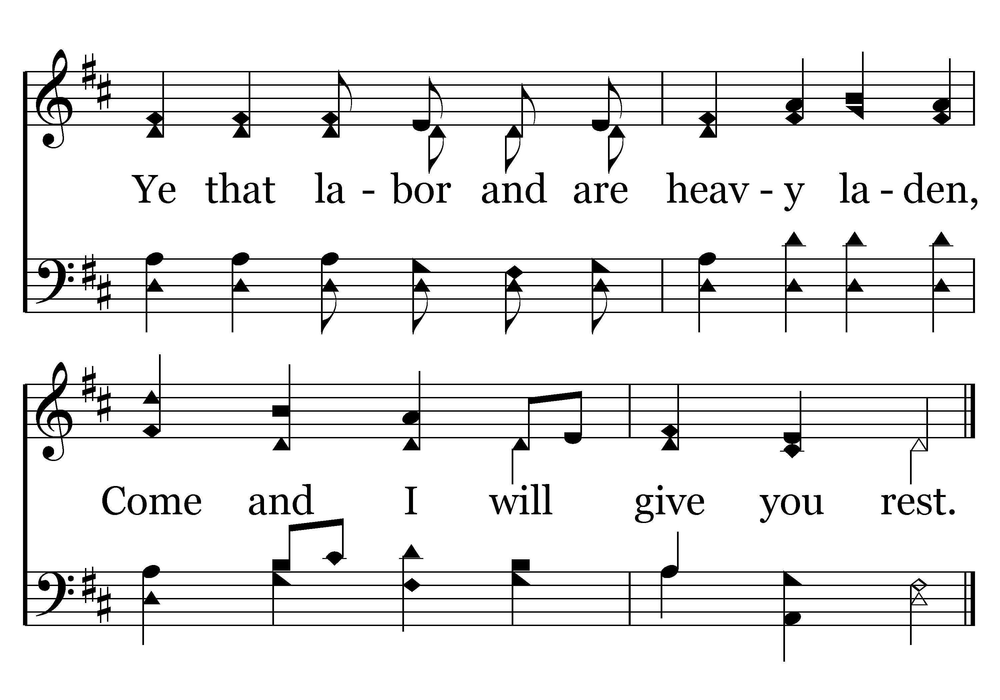 Ye that la - bor and are heav - y la - den,
Come and I will give you rest.